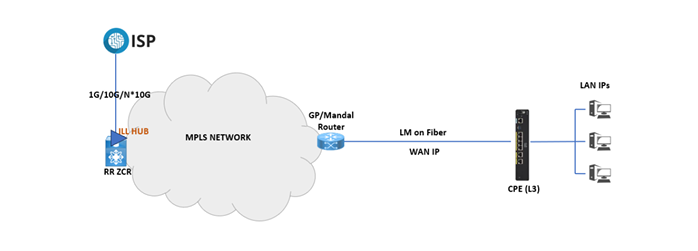 ISP
1G/10G/N*10G
ILL HUB
RR ZCR
MPLS NETWORK
GP/Mandal
Router
LM on Fiber
WAN IP
CPE (L3)
LAN IPs